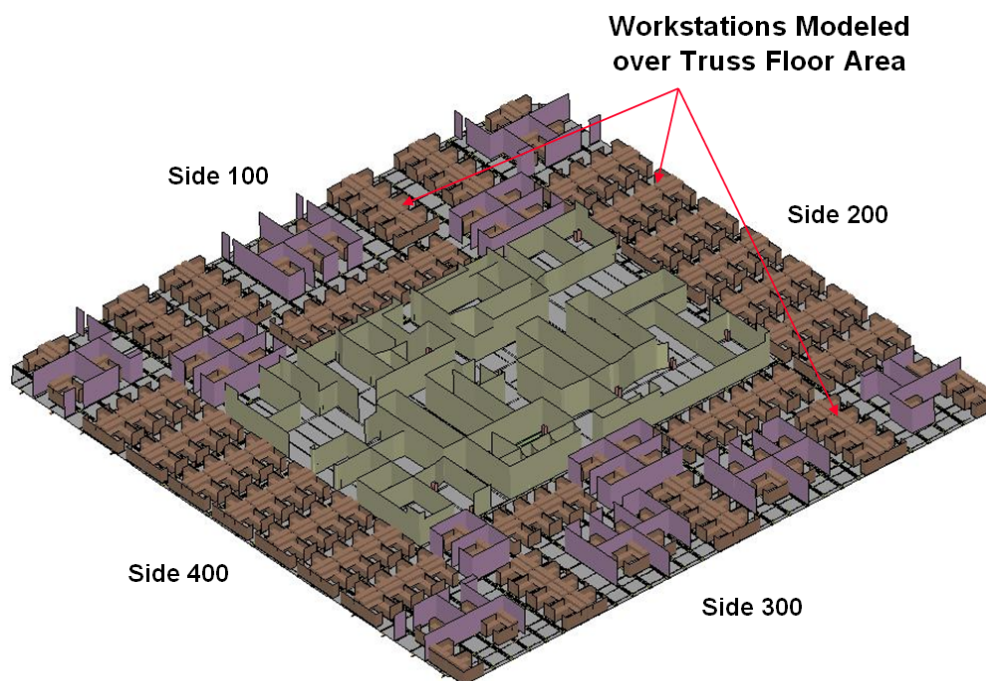 Workstations Modeled
over Truss Floor Area
Side 100
Side 200
Side 400
Side 300